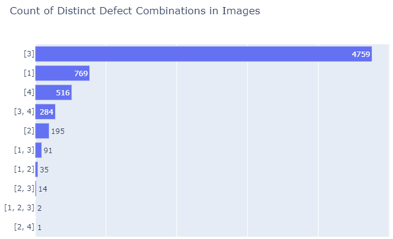 Count of Distinct Defect Combinations in Images
[3] 4759
[1] 769
[4] 516
[3, 4] 284
[2] 195
[1, 3] 91
[1, 2] 35
[2, 3] 14
[1, 2, 3] 2
[2, 4] 1